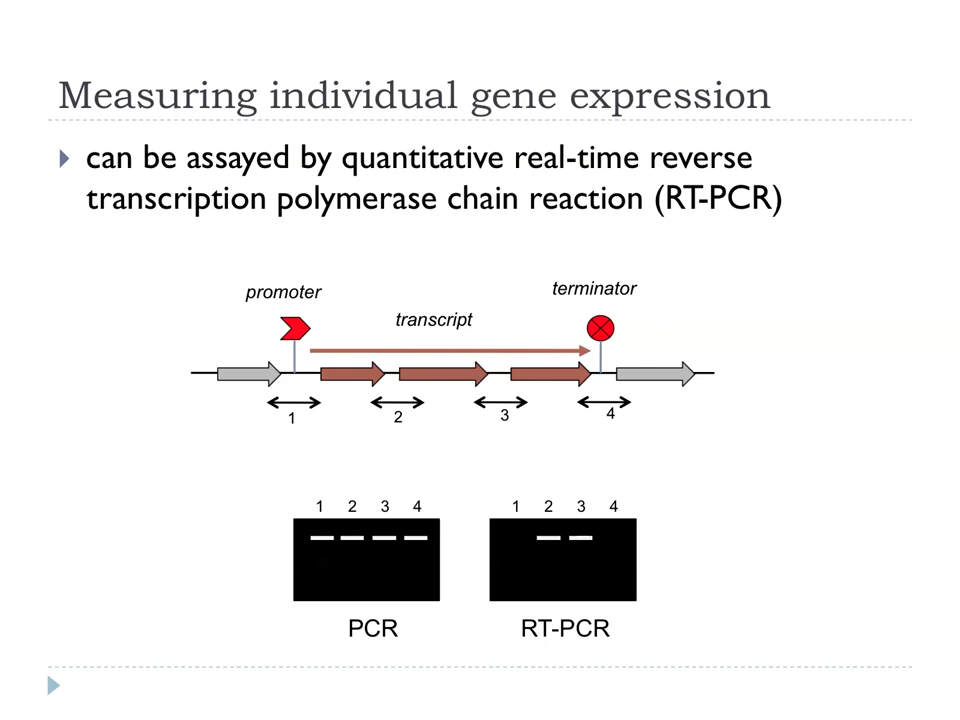 Measuring individual gene expression
can be assayed by quantitative real-time reverse
transcription polymerase chain reaction (RT-PCR)
promoter
terminator
transcript
1 2 3 4
1 2 3 4 1 2 3 4
PCR RT-PCR